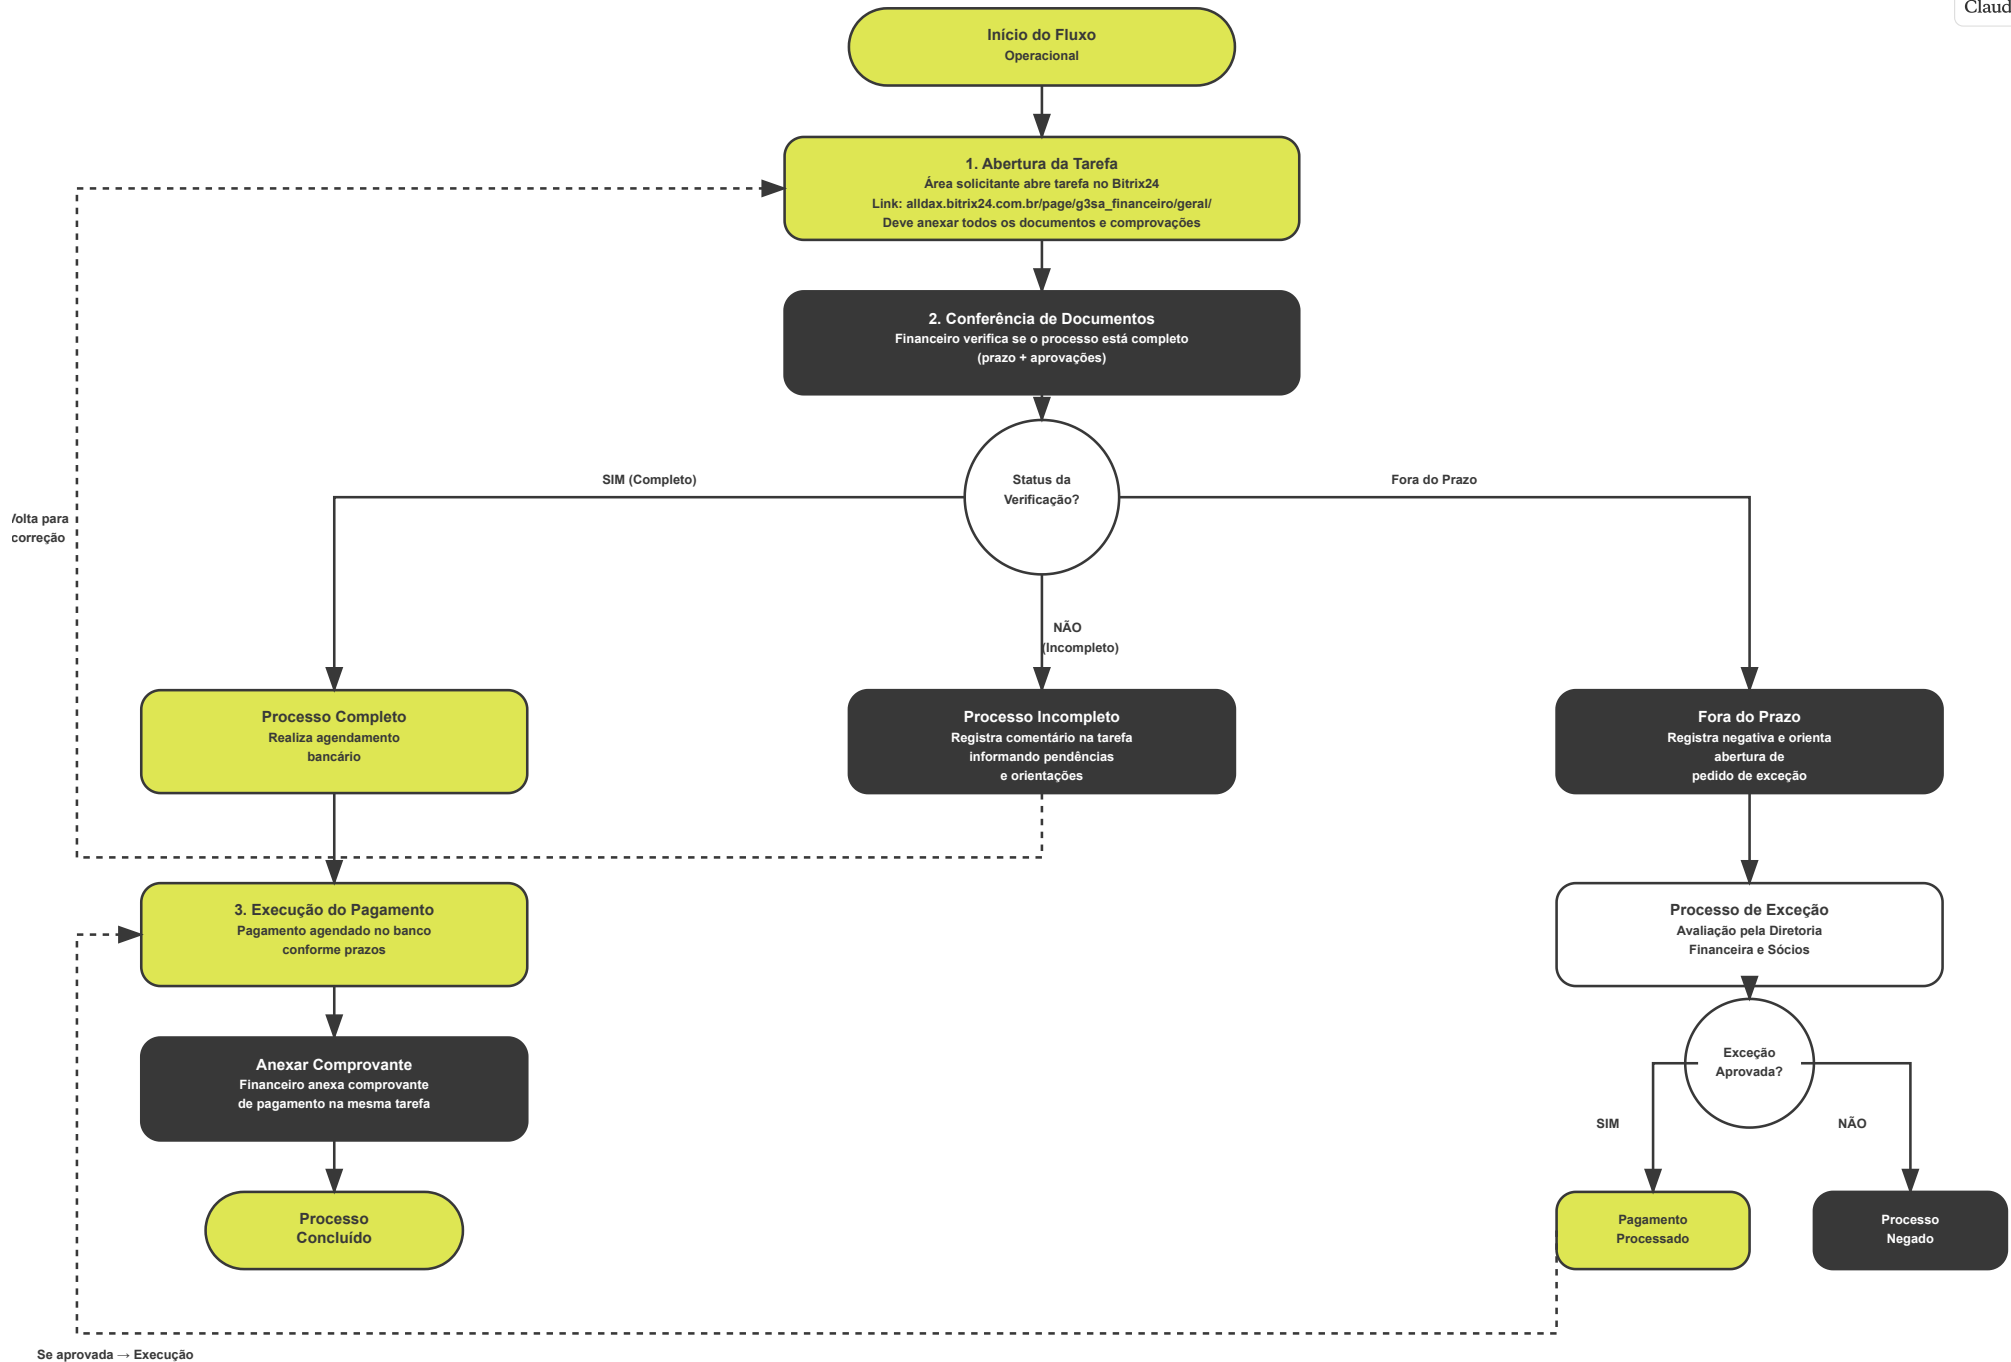 Claud
Início do Fluxo
Operacional
1. Abertura da Tarefa
Área solicitante abre tarefa no Bitrix24
Link: alldax.bitrix24.com.br/page/g3sa_financeiro/geral/
Deve anexar todos os documentos e comprovações
2. Conferência de Documentos
Financeiro verifica se o processo está completo
(prazo + aprovações)
Status da
Verificação?
SIM (Completo)
Fora do Prazo
/olta para
correção
NÃO
(Incompleto)
Processo Completo
Realiza agendamento
bancário
Processo Incompleto
Registra comentário na tarefa
informando pendências
e orientações
Fora do Prazo
Registra negativa e orienta
abertura de
pedido de exceção
3. Execução do Pagamento
Pagamento agendado no banco
conforme prazos
Processo de Exceção
Avaliação pela Diretoria
Financeira e Sócios
Anexar Comprovante
Financeiro anexa comprovante
de pagamento na mesma tarefa
Exceção
Aprovada?
SIM
NÃO
Processo
Concluído
Pagamento
Processado
Processo
Negado
Se aprovada → Execução